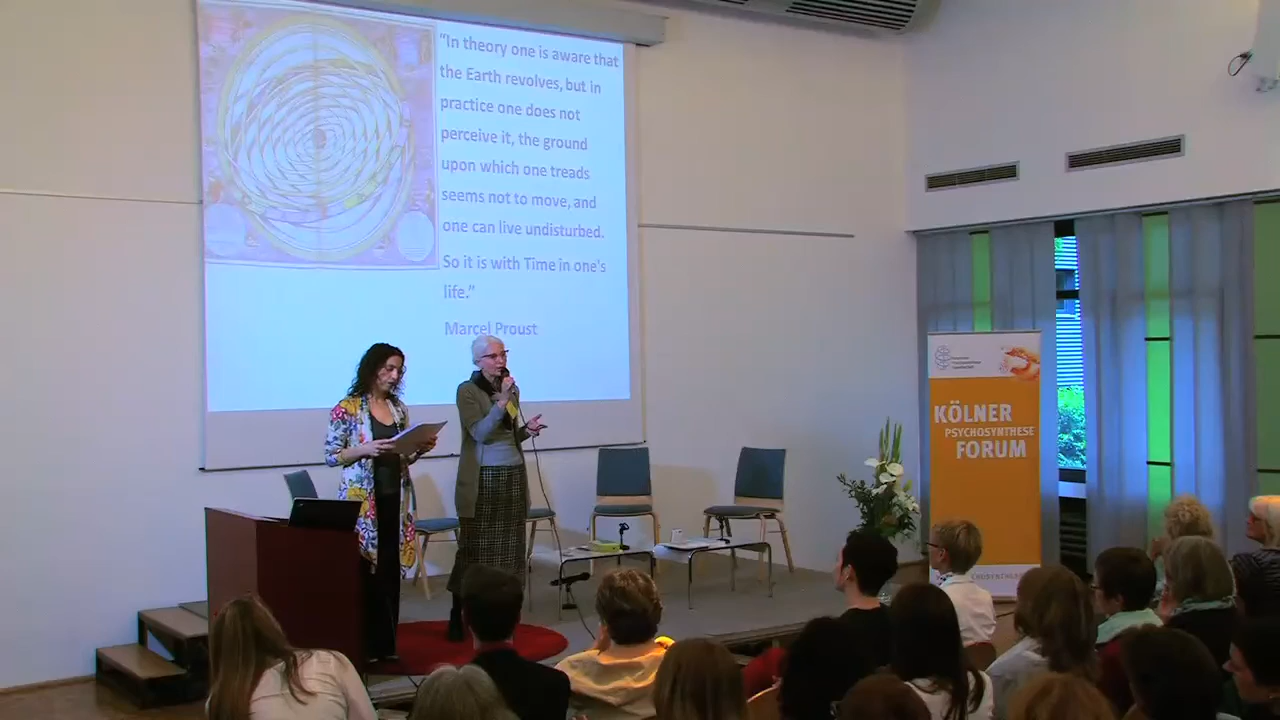 “In theory one is aware that
the Earth revolves, but in
practice one does not
perceive it, the ground
upon which one treads
seems not to move, and
one can live undisturbed.
So it is with Time in one's
life.”
Marcel Proust
KÖLNER
PSYCHOSYNTHESE
FORUM